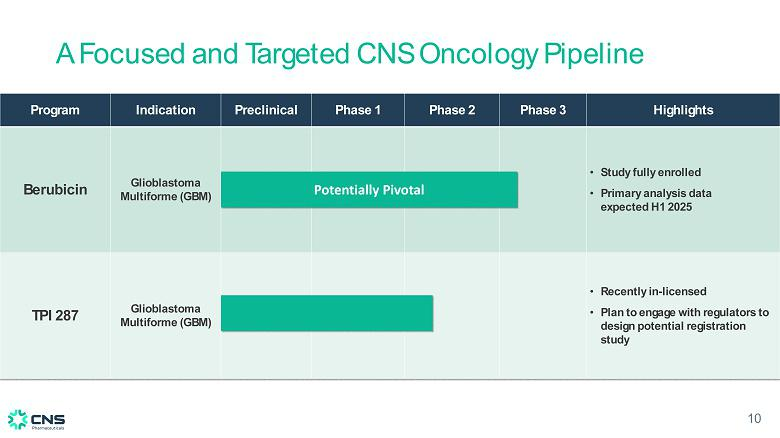 A Focused and Targeted CNS Oncology Pipeline
Program Indication Preclinical Phase 1 Phase 2 Phase 3 Highlights
Berubicin
Glioblastoma
Multiforme (GBM)
Potentially Pivotal
• Study fully enrolled
• Primary analysis data
expected H1 2025
TPI 287
Glioblastoma
Multiforme (GBM)
• Recently in-licensed
• Plan to engage with regulators to
design potential registration
study
CNS
Pharmaceuticals
10